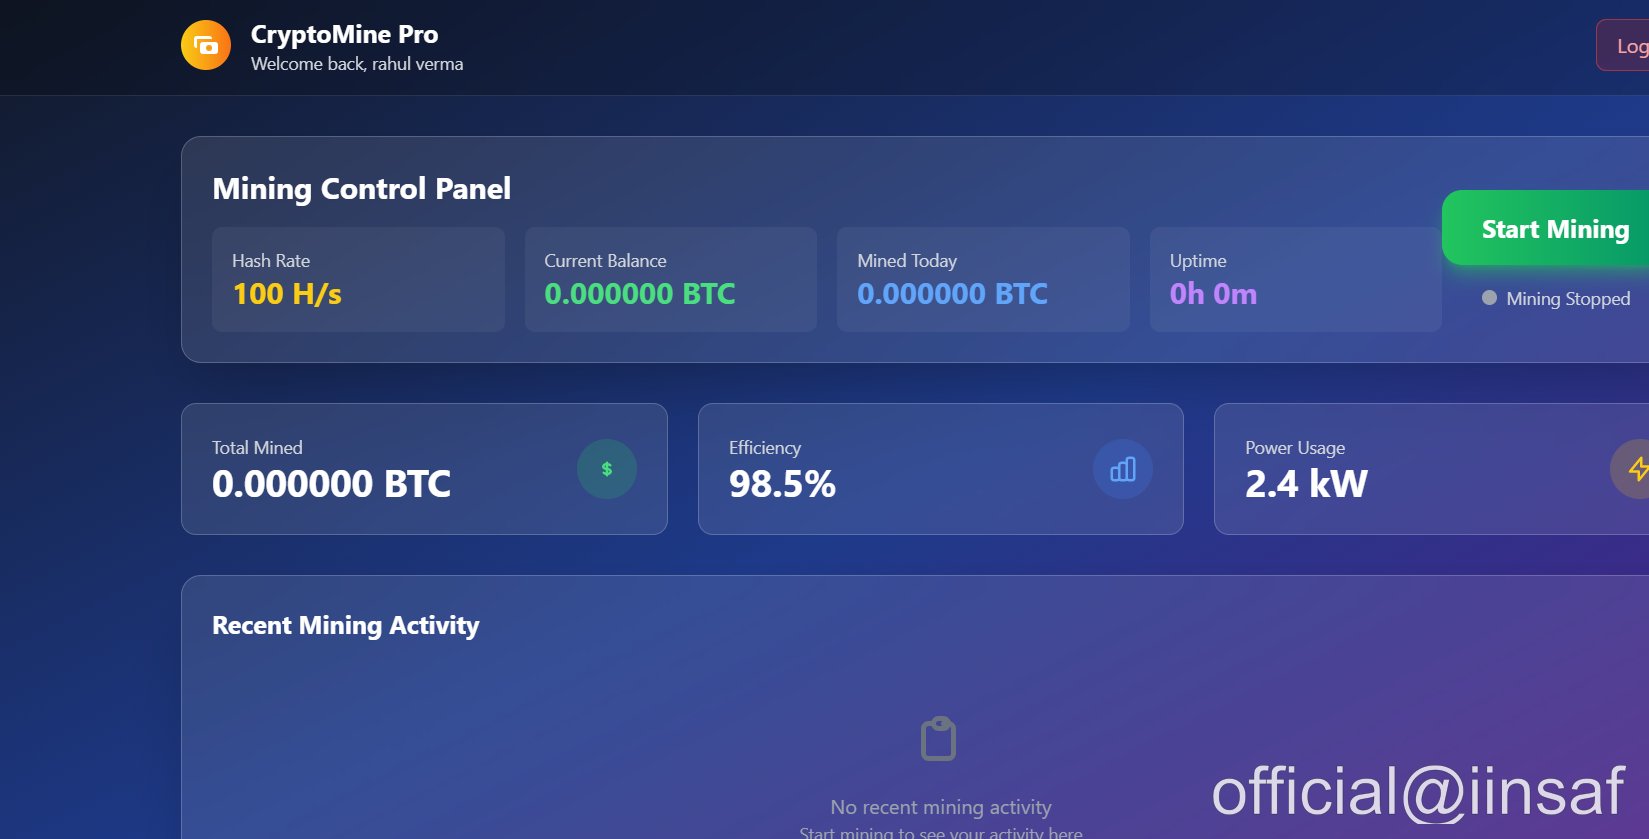 CryptoMine Pro
Welcome back, rahul verma
Log
Mining Control Panel
Start Mining
Hash Rate
100 H/s
Current Balance
0.000000 BTC
Mined Today
0.000000 BTC
Uptime
0h 0m
Mining Stopped
Total Mined
0.000000 BTC
$
Efficiency
98.5%
Power Usage
2.4 kW
Recent Mining Activity
No recent mining activity
Start mining to see your activity here
official@iinsaf